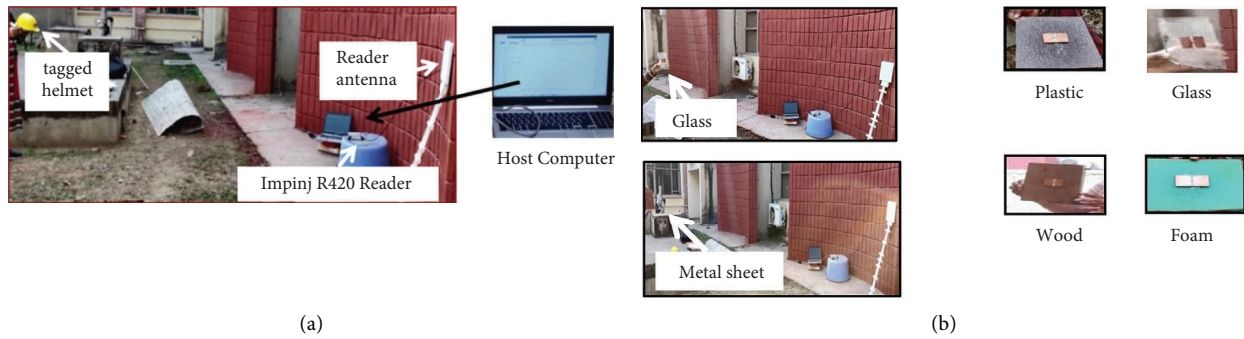 tagged
helmet
Reader
antenna
Impinj R420 Reader
Host Computer
Glass
Metal sheet
Plastic
Glass
Wood
Foam
(a)
(b)